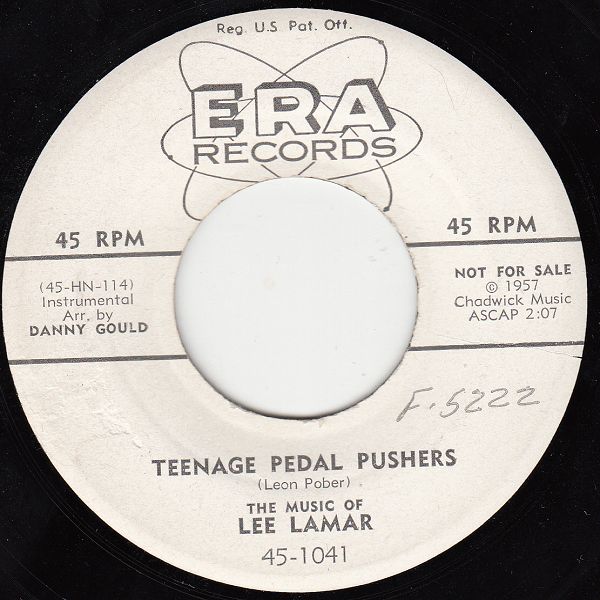 Reg. U.S. Pat. Off.
ERA
RECORDS
45 RPM
45 RPM
(45-HN-114)
Instrumental
Arr. by
DANNY GOULD
NOT FOR SALE
© 1957
Chadwick Music
ASCAP 2:07
F-5222
TEENAGE PEDAL PUSHERS
(Leon Pober)
THE MUSIC OF
LEE LAMAR
45-1041